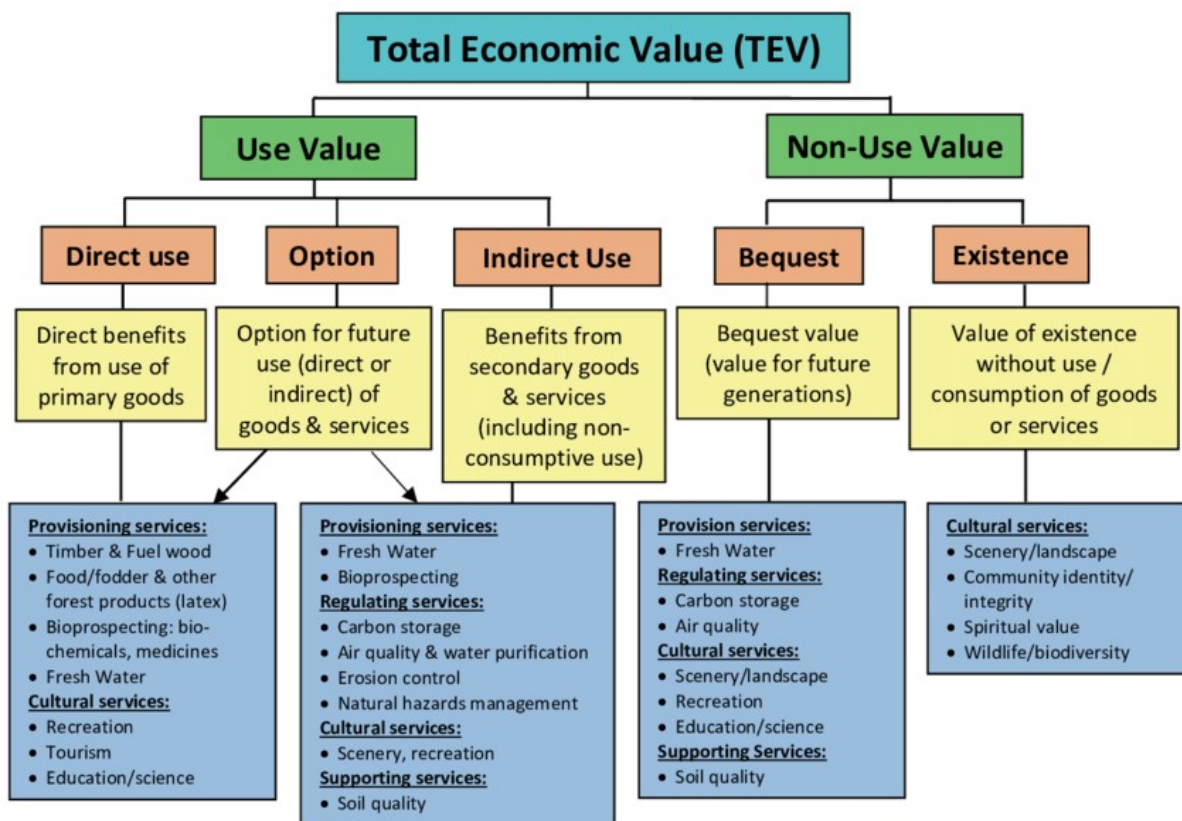 Total Economic Value (TEV)
Use Value
Non-Use Value
Direct use
Option
Indirect Use
Bequest
Existence
Direct benefits
from use of
primary goods
Option for future
use (direct or
indirect) of
goods & services
Benefits from
secondary goods
& services
(including non-
consumptive use)
Bequest value
(value for future
generations)
Value of existence
without use /
consumption of goods
or services
Provisioning services:
• Timber & Fuel wood
• Food/fodder & other
forest products (latex)
• Bioprospecting: bio-
chemicals, medicines
• Fresh Water
Cultural services:
• Recreation
• Tourism
• Education/science
Provisioning services:
• Fresh Water
• Bioprospecting
Regulating services:
• Carbon storage
• Air quality & water purification
• Erosion control
• Natural hazards management
Cultural services:
• Scenery, recreation
Supporting services:
• Soil quality
Provision services:
• Fresh Water
Regulating services:
• Carbon storage
• Air quality
Cultural services:
• Scenery/landscape
• Recreation
• Education/science
Supporting Services:
• Soil quality
Cultural services:
• Scenery/landscape
• Community identity/
integrity
• Spiritual value
• Wildlife/biodiversity